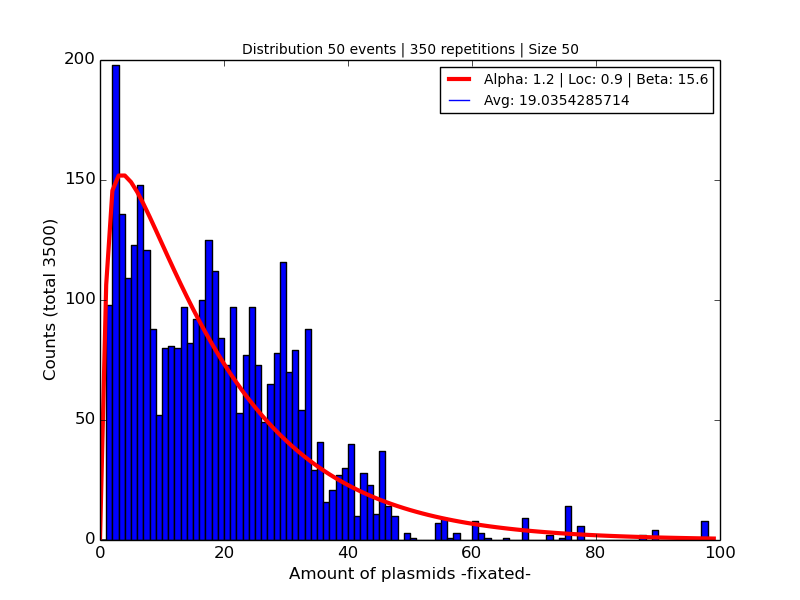 Distribution 50 events | 350 repetitions | Size 50
Alpha: 1.2 | Loc: 0.9 | Beta: 15.6
Avg: 19.0354285714
200
150
100
50
0
Counts (total 3500)
0 20 40 60 80 100
Amount of plasmids -fixated-